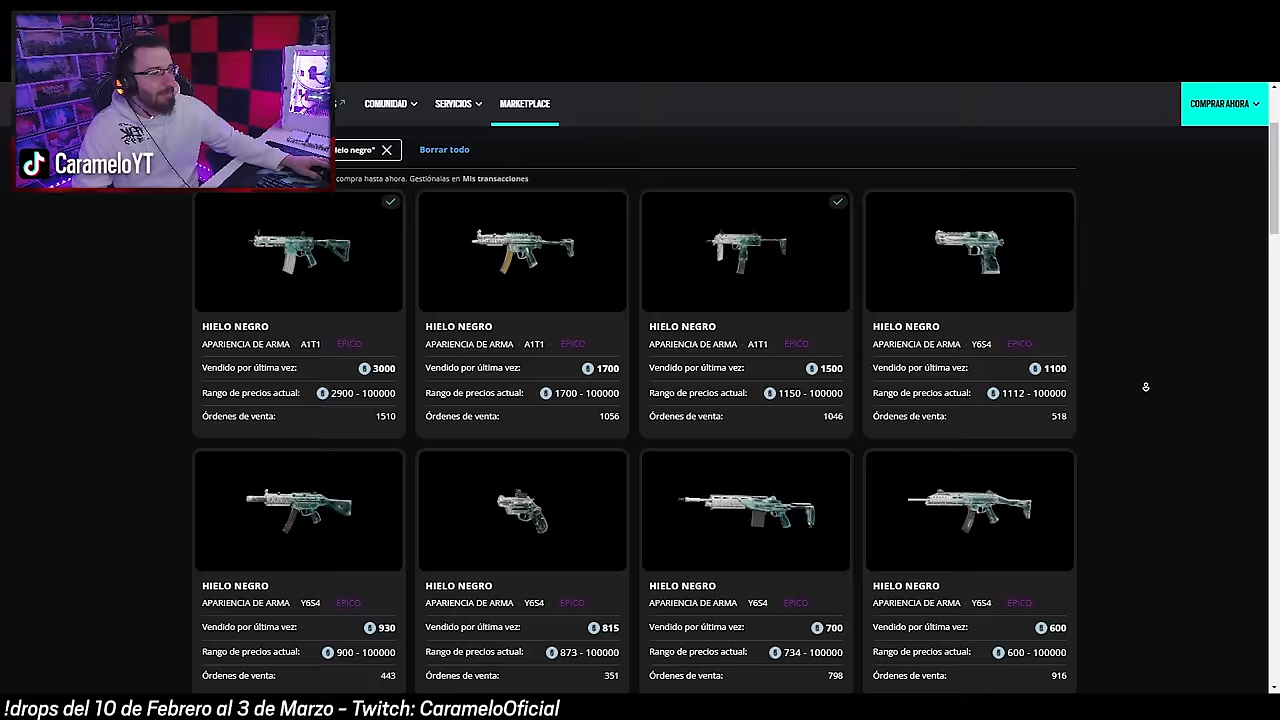 CarameloYT
COMUNIDAD
SERVICIOS
MARKETPLACE
COMPRAR AHORA
negro"
Borrar todo
compra hasta ahora. Gestiónalas en Mis transacciones
HIELO NEGRO
APARIENCIA DE ARMA A1T1 ÉPICO
Vendido por última vez: 3000
Rango de precios actual: 2900 - 100000
Órdenes de venta: 1510
HIELO NEGRO
APARIENCIA DE ARMA A1T1 ÉPICO
Vendido por última vez: 1700
Rango de precios actual: 1700 - 100000
Órdenes de venta: 1056
HIELO NEGRO
APARIENCIA DE ARMA A1T1 ÉPICO
Vendido por última vez: 1500
Rango de precios actual: 1150 - 100000
Órdenes de venta: 1046
HIELO NEGRO
APARIENCIA DE ARMA Y6S4 ÉPICO
Vendido por última vez: 1100
Rango de precios actual: 1112 - 100000
Órdenes de venta: 518
HIELO NEGRO
APARIENCIA DE ARMA Y6S4 ÉPICO
Vendido por última vez: 930
Rango de precios actual: 900 - 100000
Órdenes de venta: 443
HIELO NEGRO
APARIENCIA DE ARMA Y6S4 ÉPICO
Vendido por última vez: 815
Rango de precios actual: 873 - 100000
Órdenes de venta: 351
HIELO NEGRO
APARIENCIA DE ARMA Y6S4 ÉPICO
Vendido por última vez: 700
Rango de precios actual: 734 - 100000
Órdenes de venta: 798
HIELO NEGRO
APARIENCIA DE ARMA Y6S4 ÉPICO
Vendido por última vez: 600
Rango de precios actual: 600 - 100000
Órdenes de venta: 916
!drops del 10 de Febrero al 3 de Marzo - Twitch: CarameloOficial